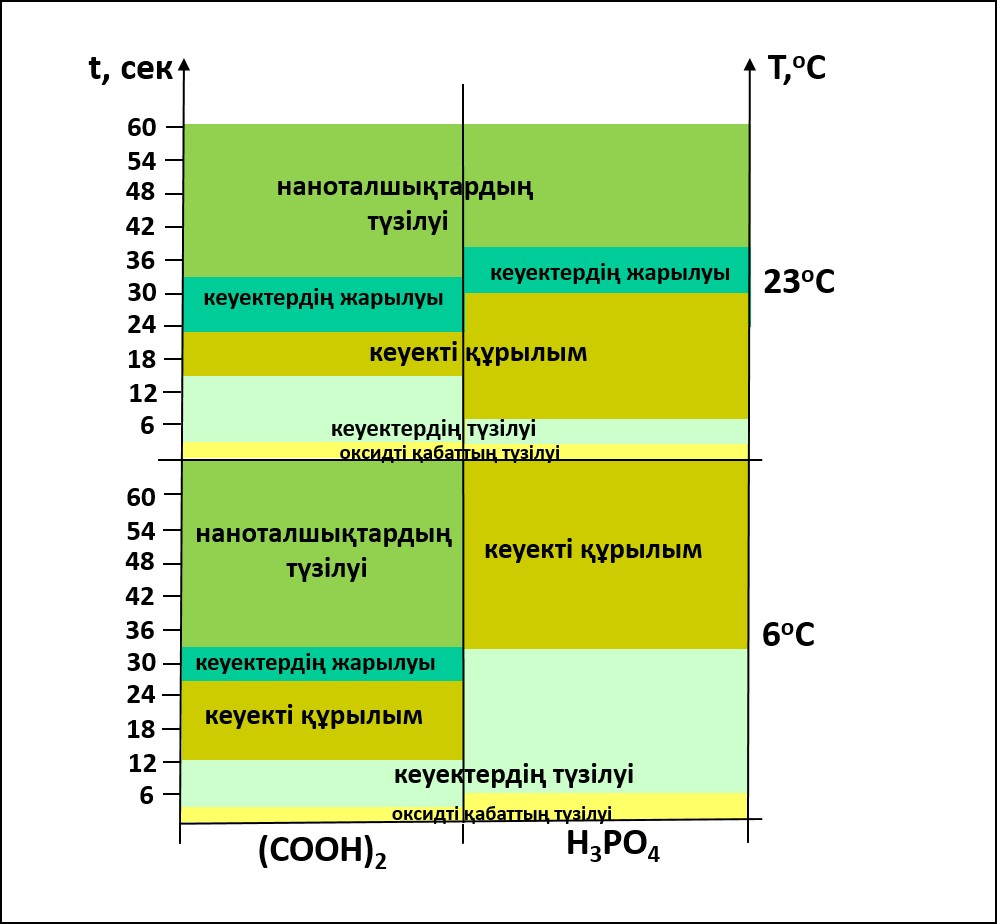 t, сек
T,°C
60
54
48
42
36
30
24
18
12
6
наноталшықтардың
түзілуі
кеуектердің жарылуы
кеуектердің жарылуы
23°C
кеуекті құрылым
кеуектердің түзілуі
оксидті қабаттың түзілуі
60
54
48
42
36
30
24
18
12
6
наноталшықтардың
түзілуі
кеуекті құрылым
6°C
кеуектердің жарылуы
кеуекті құрылым
кеуектердің түзілуі
оксидті қабаттың түзілуі
(COOH)₂
H₃PO₄